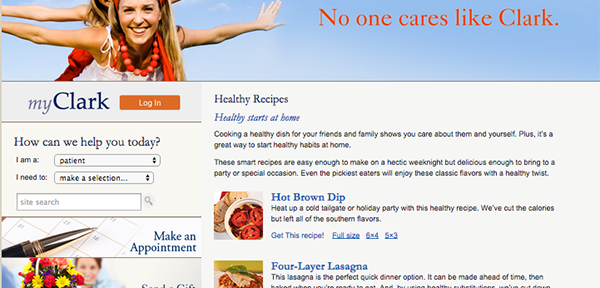 No one cares like Clark.
myClark
Log In
How can we help you today?
I am a:
patient
I need to:
make a selection...
site search
Make an
Appointment
Send a Gift
Healthy Recipes
Healthy starts at home
Cooking a healthy dish for your friends and family shows you care about them and yourself. Plus, it's a
great way to start healthy habits at home.
These smart recipes are easy enough to make on a hectic weeknight but delicious enough to bring to a
party or special occasion. Even the pickiest eaters will enjoy these classic flavors with a healthy twist.
Hot Brown Dip
Heat up a cold tailgate or holiday party with this healthy recipe. We've cut the calories
but left all of the southern flavors.
Get This recipe! Full size 6×4 5×3
Four-Layer Lasagna
This lasagna is the perfect quick dinner option. It can be made ahead of time, then
baked when you're ready to eat. And, by using healthy substitutions, we've cut down